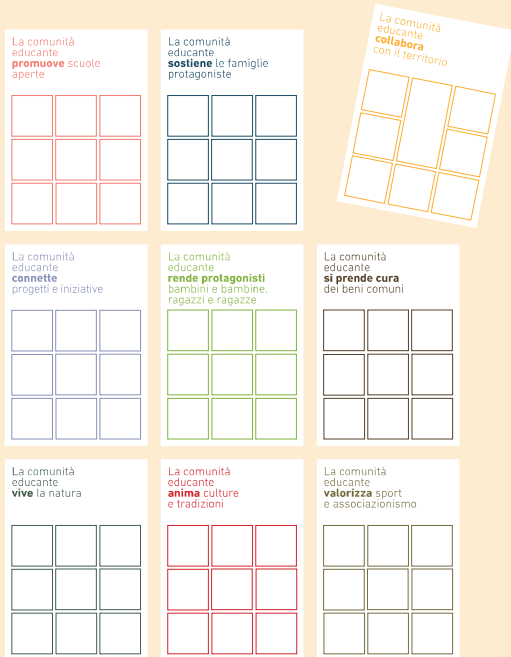 La comunità
educante
promuove scuole
aperte
La comunità
educante
sostiene le famiglie
protagoniste
La comunità
educante
collabora
con il territorio
La comunità
educante
connette
progetti e iniziative
La comunità
educante
rende protagonisti
bambini e bambine,
ragazzi e ragazze
La comunità
educante
si prende cura
dei beni comuni
La comunità
educante
vive la natura
La comunità
educante
anima culture
e tradizioni
La comunità
educante
valorizza sport
e associazionismo